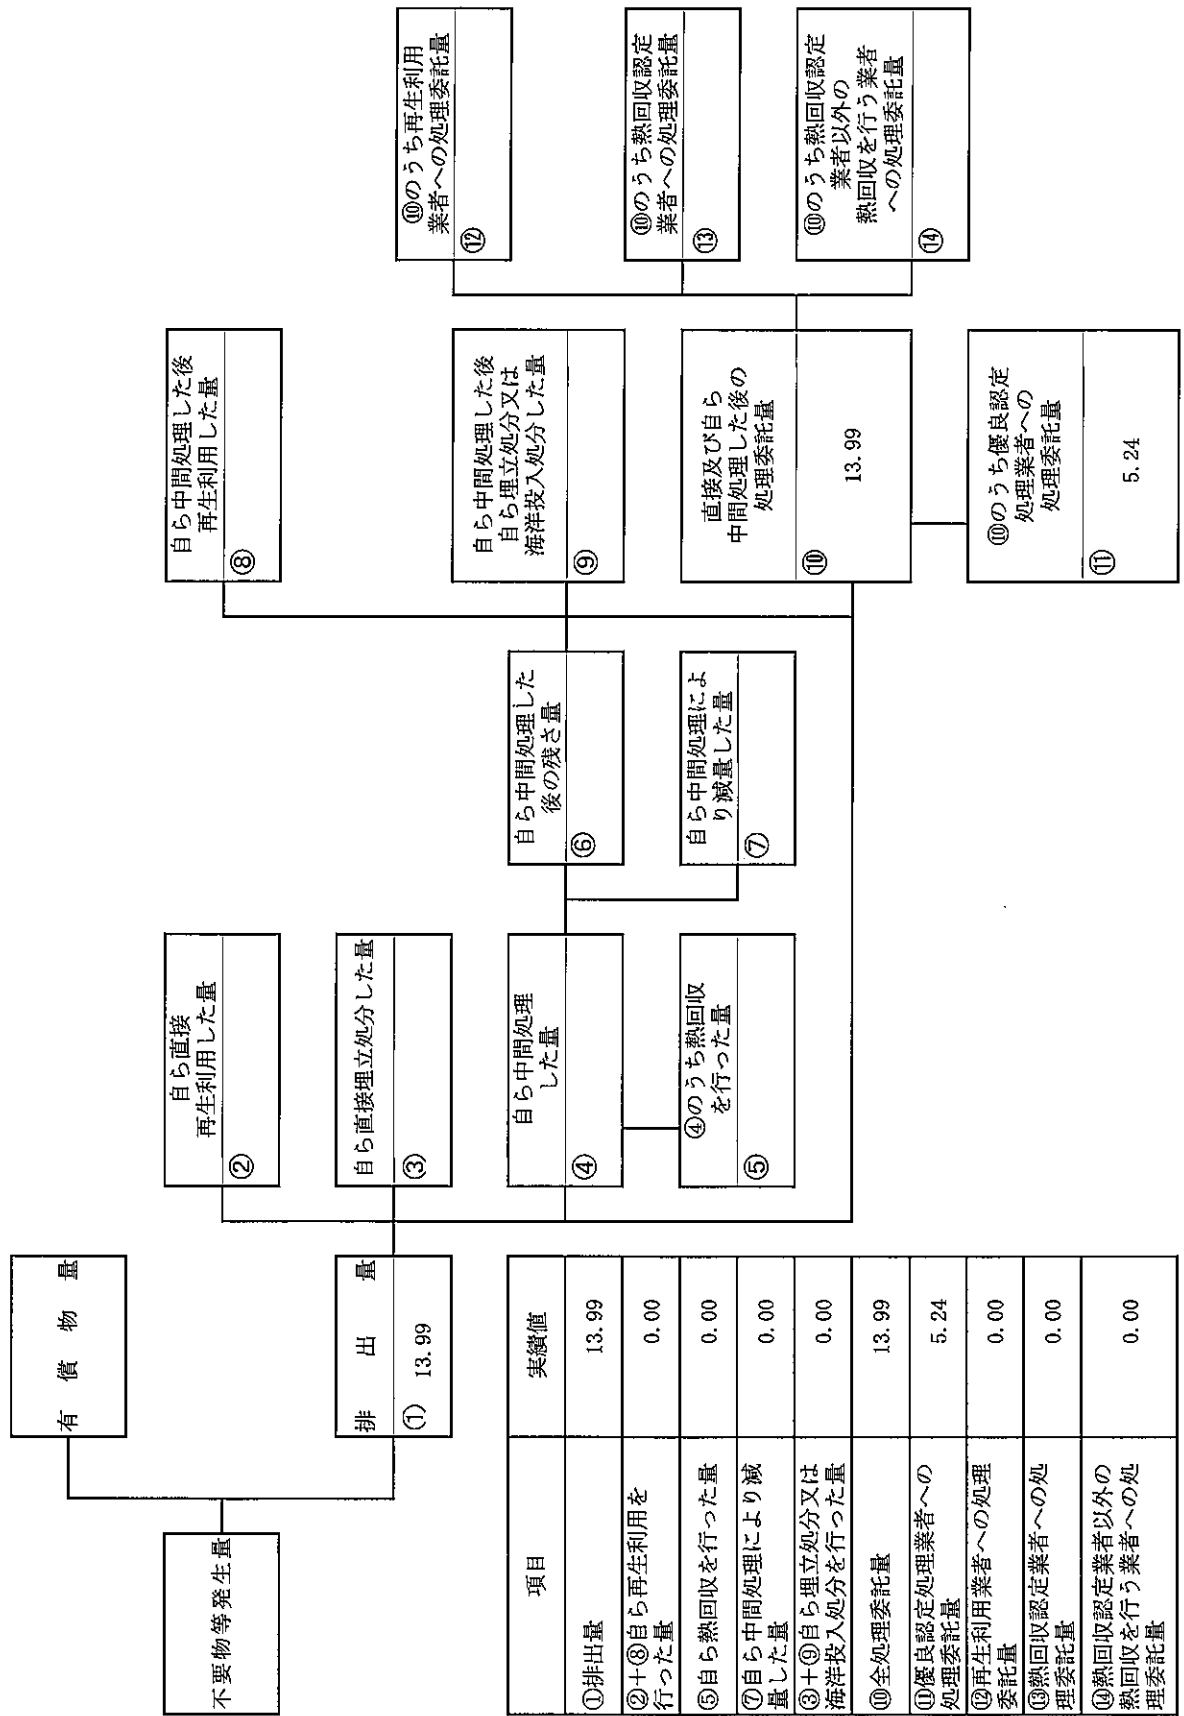 不要物等発生量
有償物量
排出量
① 13.99
自ら直接
再生利用した量
②
自ら直接埋立処分した量
③
自ら中間処理
した量
④
④のうち熱回収
を行った量
⑤
自ら中間処理した
後の残さ量
⑥
自ら中間処理によ
り減量した量
⑦
自ら中間処理した後
再生利用した量
⑧
自ら中間処理した後
自ら埋立処分又は
海洋投入処分した量
⑨
直接及び自ら
中間処理した後の
処理委託量
⑩ 13.99
⑩のうち優良認定
処理業者への
処理委託量
⑪ 5.24
⑩のうち再生利用
業者への処理委託量
⑫
⑩のうち熱回収認定
業者への処理委託量
⑬
⑩のうち熱回収認定
業者以外の
熱回収を行う業者
への処理委託量
⑭
項目 実績値
①排出量 13.99
②+⑧自ら再生利用を
行った量 0.00
⑤自ら熱回収を行った量 0.00
⑦自ら中間処理により減
量した量 0.00
③+⑨自ら埋立処分又は
海洋投入処分を行った量 0.00
⑩全処理委託量 13.99
⑪優良認定処理業者への
処理委託量 5.24
⑫再生利用業者への処理
委託量 0.00
⑬熱回収認定業者への処
理委託量 0.00
⑭熱回収認定業者以外の
熱回収を行う業者への処
理委託量 0.00